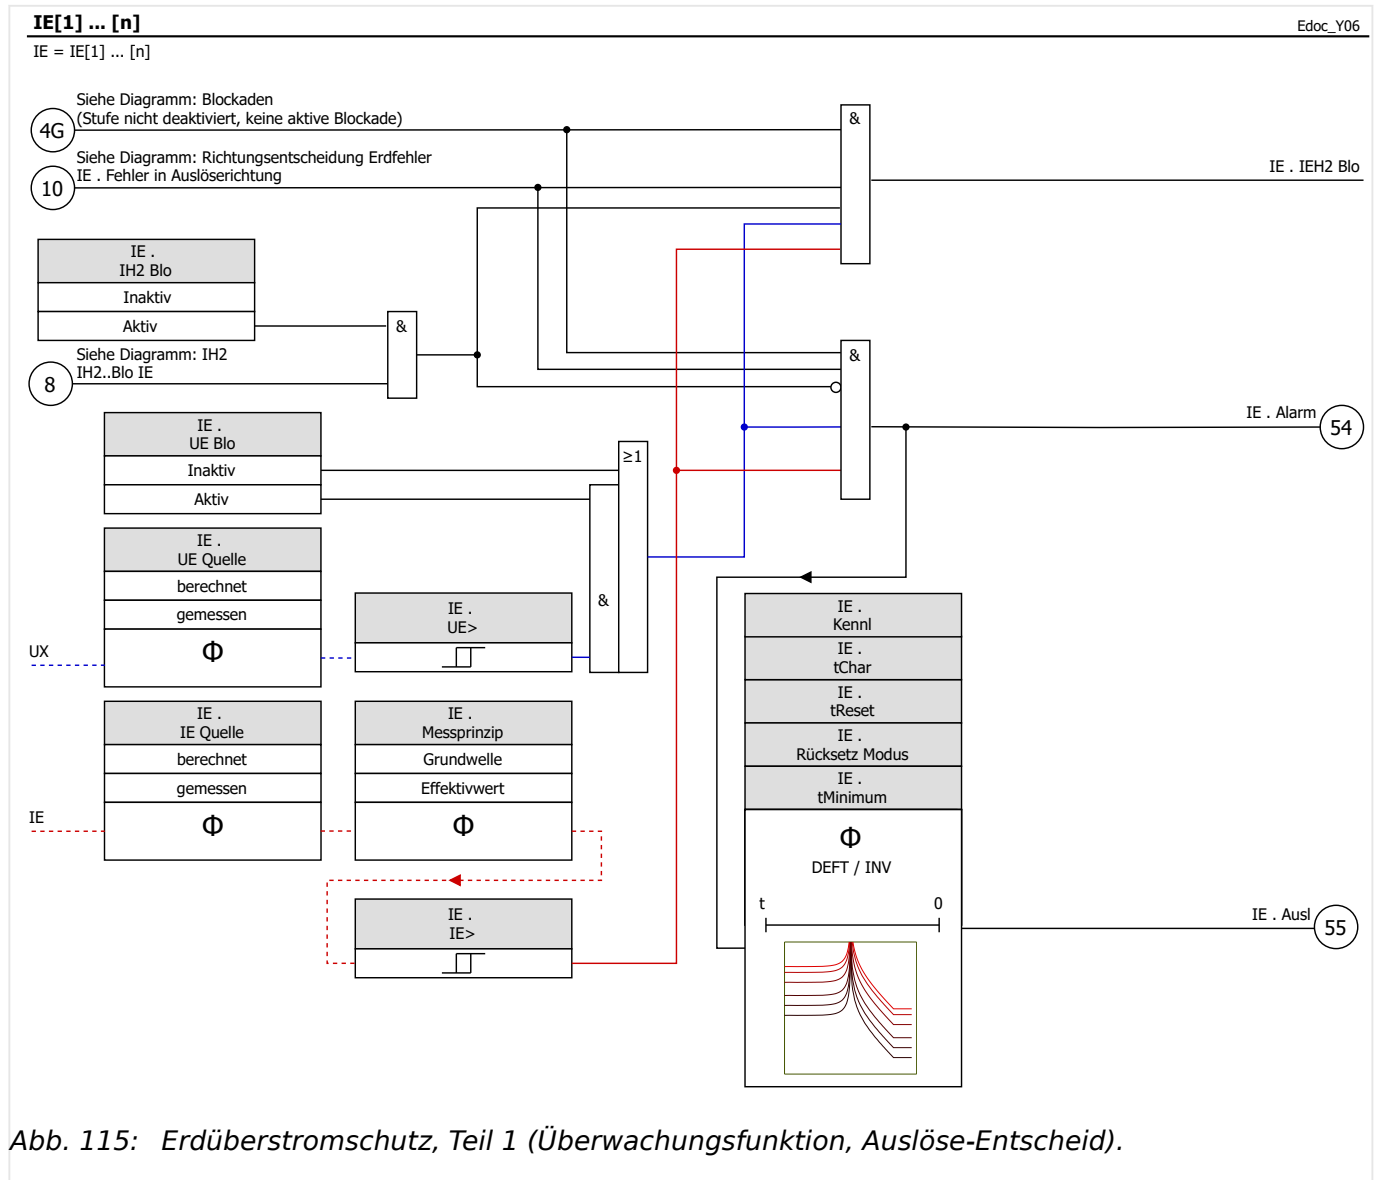 IE[1] ... [n]
Edoc_Y06
IE = IE[1] ... [n]
Siehe Diagramm: Blockaden
4G
(Stufe nicht deaktiviert, keine aktive Blockade)
&
Siehe Diagramm: Richtungsentscheidung Erdfehler
10
IE . Fehler in Auslöserichtung
IE . IEH2 Blo
IE .
IH2 Blo
Inaktiv
Aktiv
&
Siehe Diagramm: IH2
8
IH2..Blo IE
&
IE . Alarm
54
IE .
UE Blo
Inaktiv
Aktiv
≥1
&
IE .
UE Quelle
berechnet
gemessen
UX
Φ
IE .
UE>
IE .
IE Quelle
berechnet
gemessen
IE
Φ
IE .
Messprinzip
Grundwelle
Effektivwert
Φ
IE .
IE>
IE .
Kennl
IE .
tChar
IE .
tReset
IE .
Rücksetz Modus
IE .
tMinimum
Φ
DEFT / INV
t
0
IE . Ausl
55
Abb. 115: Erdüberstromschutz, Teil 1 (Überwachungsfunktion, Auslöse-Entscheid).